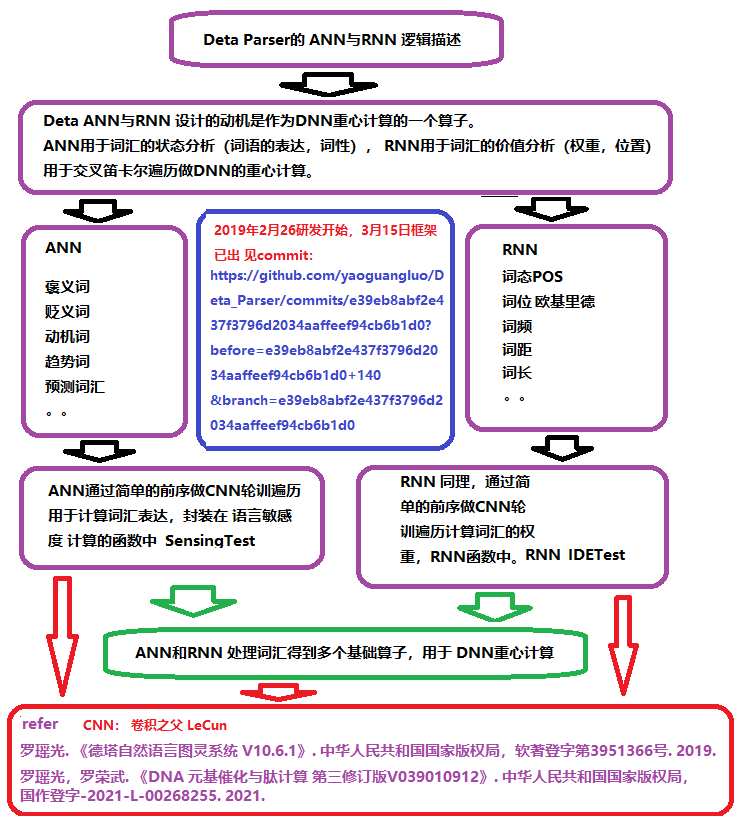 Deta Parser的 ANN与RNN 逻辑描述
Deta ANN与RNN 设计的动机是作为DNN重心计算的一个算子。
ANN用于词汇的状态分析（词语的表达，词性），RNN用于词汇的价值分析（权重，位置）
用于交叉笛卡尔遍历做DNN的重心计算。
ANN
褒义词
贬义词
动机词
趋势词
预测词汇
。。
2019年2月26研发开始，3月15日框架
已出 见commit：
https://github.com/yaoguangluo/D
eta_Parser/commits/e39eb8abf2e4
37f3796d2034aaffeef94cb6b1d0?
before=e39eb8abf2e437f3796d20
34aaffeef94cb6b1d0+140
&branch=e39eb8abf2e437f3796d2
034aaffeef94cb6b1d0
RNN
词态POS
词位 欧基里德
词频
词距
词长
。。
ANN通过简单的前序做CNN轮训遍历
用于计算词汇表达，封装在 语言敏感
度 计算的函数中 SensingTest
RNN 同理，通过简
单的前序做CNN轮
训遍历计算词汇的权
重，RNN函数中。RNN IDETest
ANN和RNN 处理词汇得到多个基础算子，用于 DNN重心计算
refer CNN： 卷积之父 LeCun
罗瑶光. 《德塔自然语言图灵系统 V10.6.1》. 中华人民共和国国家版权局，软著登字第3951366号. 2019.
罗瑶光，罗荣武. 《DNA 元基催化与肽计算 第三修订版V039010912》. 中华人民共和国国家版权局，
国作登字-2021-L-00268255. 2021.